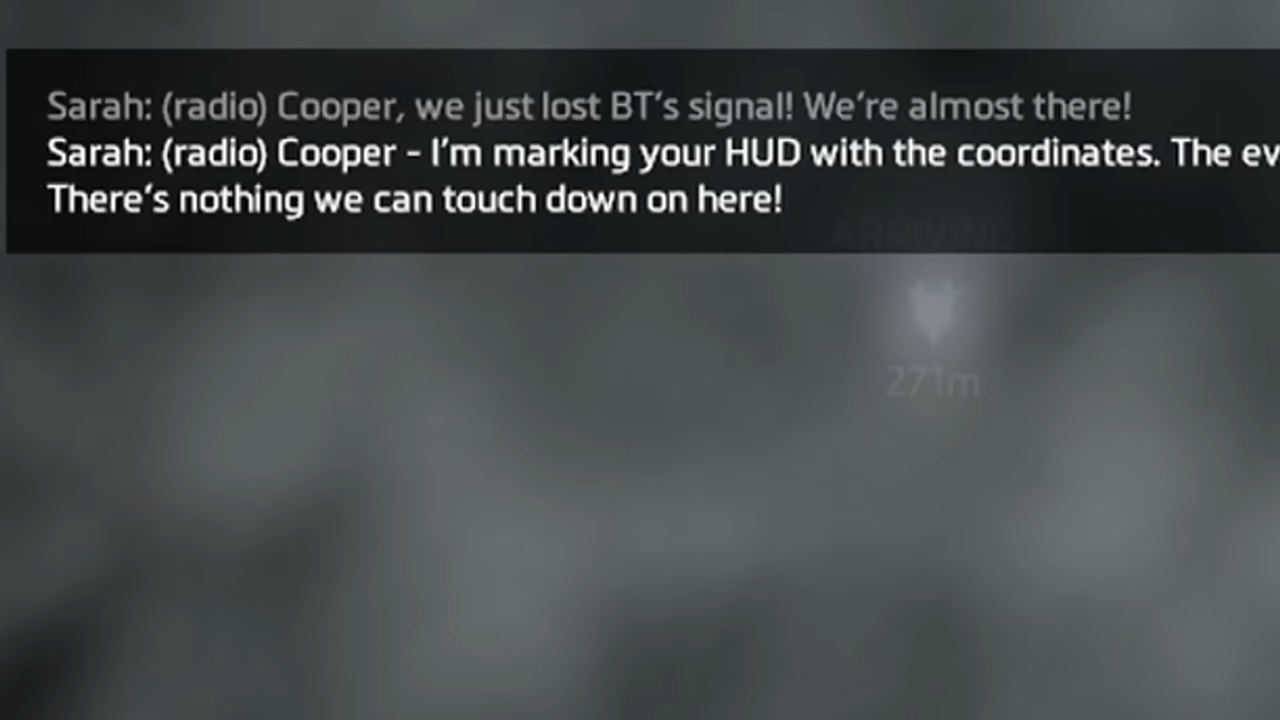 Sarah: (radio) Cooper, we just lost BT's signal! We're almost there!
Sarah: (radio) Cooper - I'm marking your HUD with the coordinates. The
There's nothing we can touch down on here!
ARRIVING
271m